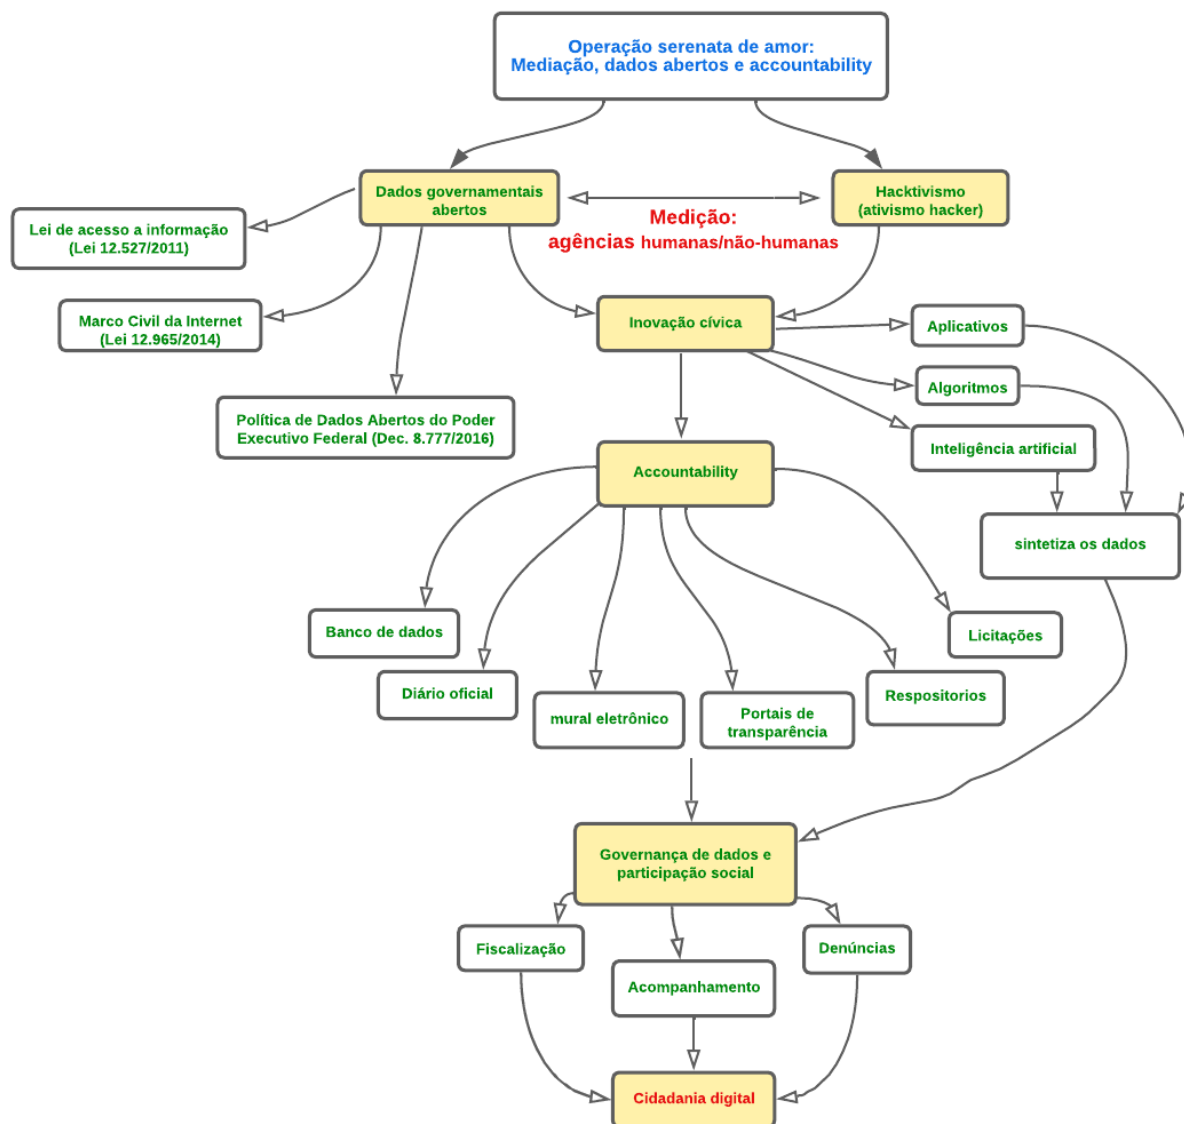 Operação serenata de amor:
Mediação, dados abertos e accountability
Dados governamentais
abertos
Hacktivismo
(ativismo hacker)
Medição:
agências humanas/não-humanas
Lei de acesso a informação
(Lei 12.527/2011)
Marco Civil da Internet
(Lei 12.965/2014)
Inovação cívica
Aplicativos
Algoritmos
Política de Dados Abertos do Poder
Executivo Federal (Dec. 8.777/2016)
Inteligência artificial
Accountability
sintetiza os dados
Banco de dados
Licitações
Diário oficial
Respositorios
mural eletrônico
Portais de
transparência
Governança de dados e
participação social
Fiscalização
Denúncias
Acompanhamento
Cidadania digital